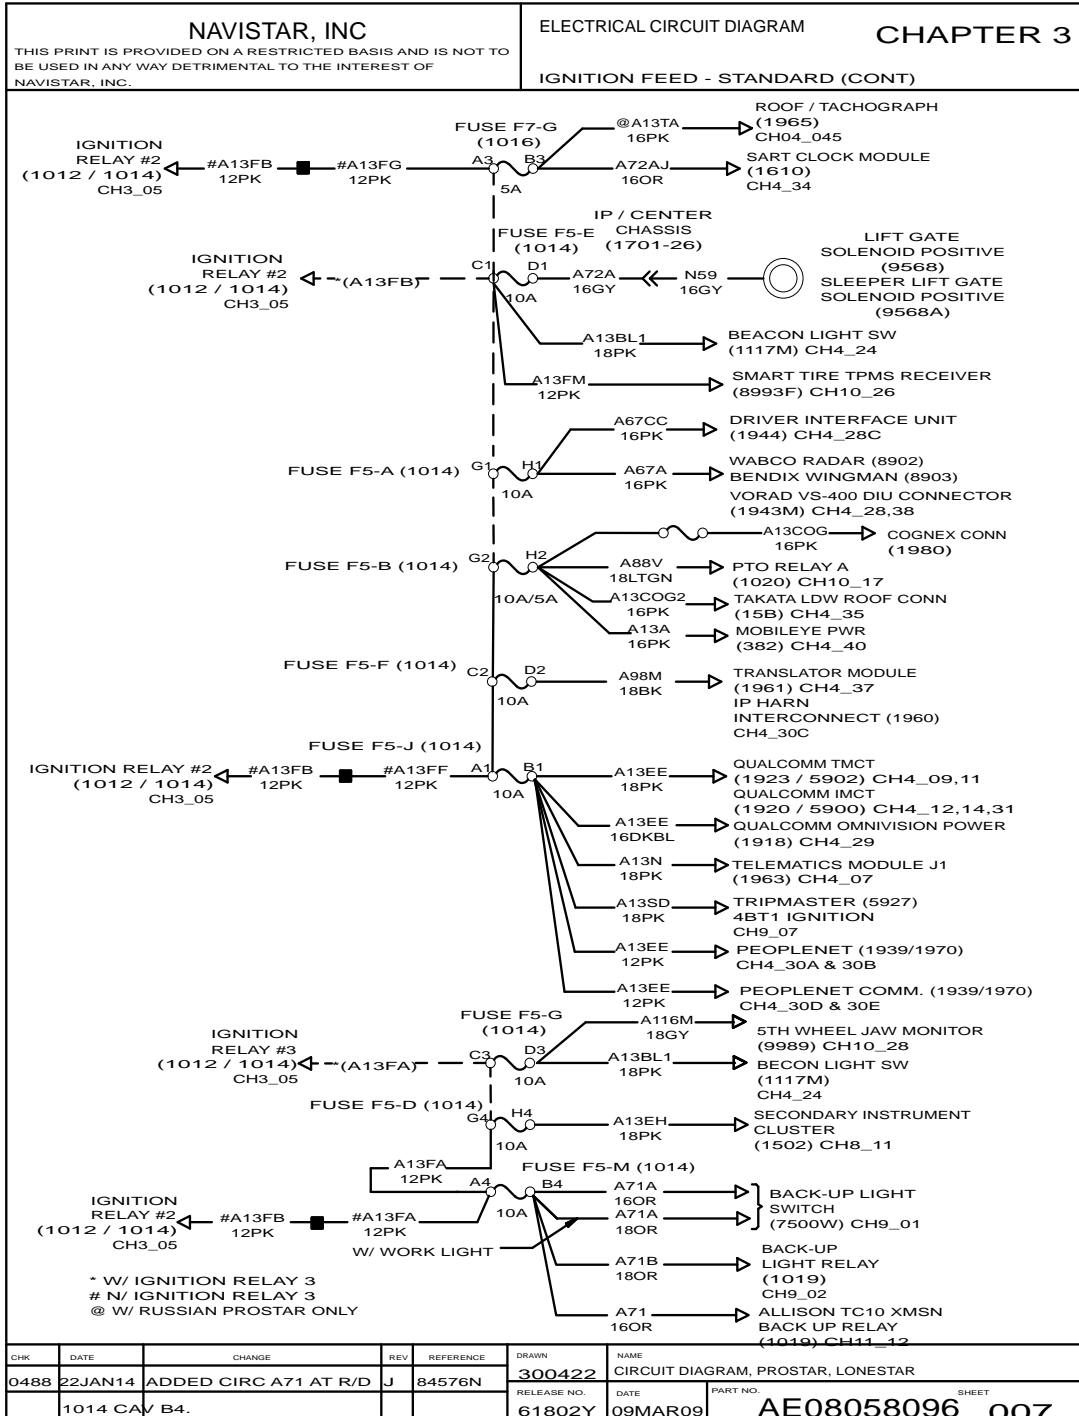 NAVISTAR, INC
THIS PRINT IS PROVIDED ON A RESTRICTED BASIS AND IS NOT TO
BE USED IN ANY WAY DETRIMENTAL TO THE INTEREST OF
NAVISTAR, INC.
ELECTRICAL CIRCUIT DIAGRAM
CHAPTER 3
IGNITION FEED - STANDARD (CONT)
IGNITION
RELAY #2
(1012 / 1014)
CH3_05
#A13FB
12PK
#A13FG
12PK
FUSE F7-G
(1016)
A3
B3
5A
@A13TA
16PK
ROOF / TACHOGRAPH
(1965)
CH04_045
A72AJ
16OR
SART CLOCK MODULE
(1610)
CH4_34
IGNITION
RELAY #2
(1012 / 1014)
CH3_05
*(A13FB)
FUSE F5-E
(1014)
C1
D1
10A
IP / CENTER
CHASSIS
(1701-26)
A72A
16GY
N59
16GY
LIFT GATE
SOLENOID POSITIVE
(9568)
SLEEPER LIFT GATE
SOLENOID POSITIVE
(9568A)
A13BL1
18PK
BEACON LIGHT SW
(1117M) CH4_24
A13FM
12PK
SMART TIRE TPMS RECEIVER
(8993F) CH10_26
FUSE F5-A (1014)
G1
H1
10A
A67CC
16PK
DRIVER INTERFACE UNIT
(1944) CH4_28C
A67A
16PK
WABCO RADAR (8902)
BENDIX WINGMAN (8903)
VORAD VS-400 DIU CONNECTOR
(1943M) CH4_28,38
FUSE F5-B (1014)
G2
H2
10A/5A
A13COG
16PK
COGNEX CONN
(1980)
A88V
18LTGN
PTO RELAY A
(1020) CH10_17
A13COG2
16PK
TAKATA LDW ROOF CONN
(15B) CH4_35
A13A
16PK
MOBILEYE PWR
(382) CH4_40
FUSE F5-F (1014)
C2
D2
10A
A98M
18BK
TRANSLATOR MODULE
(1961) CH4_37
IP HARN
INTERCONNECT (1960)
CH4_30C
FUSE F5-J (1014)
IGNITION RELAY #2
(1012 / 1014)
CH3_05
#A13FB
12PK
#A13FF
12PK
A1
B1
10A
A13EE
18PK
QUALCOMM TMCT
(1923 / 5902) CH4_09,11
QUALCOMM IMCT
(1920 / 5900) CH4_12,14,31
A13EE
16DKBL
QUALCOMM OMNIVISION POWER
(1918) CH4_29
A13N
18PK
TELEMATICS MODULE J1
(1963) CH4_07
A13SD
18PK
TRIPMASTER (5927)
4BT1 IGNITION
CH9_07
A13EE
12PK
PEOPLENET (1939/1970)
CH4_30A & 30B
A13EE
12PK
PEOPLENET COMM. (1939/1970)
CH4_30D & 30E
IGNITION
RELAY #3
(1012 / 1014)
CH3_05
*(A13FA)
FUSE F5-G
(1014)
C3
D3
10A
A116M
18GY
5TH WHEEL JAW MONITOR
(9989) CH10_28
A13BL1
18PK
BECON LIGHT SW
(1117M)
CH4_24
FUSE F5-D (1014)
G4
H4
10A
A13EH
18PK
SECONDARY INSTRUMENT
CLUSTER
(1502) CH8_11
A13FA
12PK
FUSE F5-M (1014)
A4
B4
10A
IGNITION
RELAY #2
(1012 / 1014)
CH3_05
#A13FB
12PK
#A13FA
12PK
A71A
16OR
A71A
18OR
BACK-UP LIGHT
SWITCH
(7500W) CH9_01
W/ WORK LIGHT
A71B
18OR
BACK-UP
LIGHT RELAY
(1019)
CH9_02
A71
16OR
ALLISON TC10 XMSN
BACK UP RELAY
(1019) CH11_12
* W/ IGNITION RELAY 3
# N/ IGNITION RELAY 3
@ W/ RUSSIAN PROSTAR ONLY
CHK DATE CHANGE REV REFERENCE
0488 22JAN14 ADDED CIRC A71 AT R/D J 84576N
1014 CAV B4.
DRAWN
300422
NAME
CIRCUIT DIAGRAM, PROSTAR, LONESTAR
RELEASE NO.
61802Y
DATE
09MAR09
PART NO.
AE08058096
SHEET
007